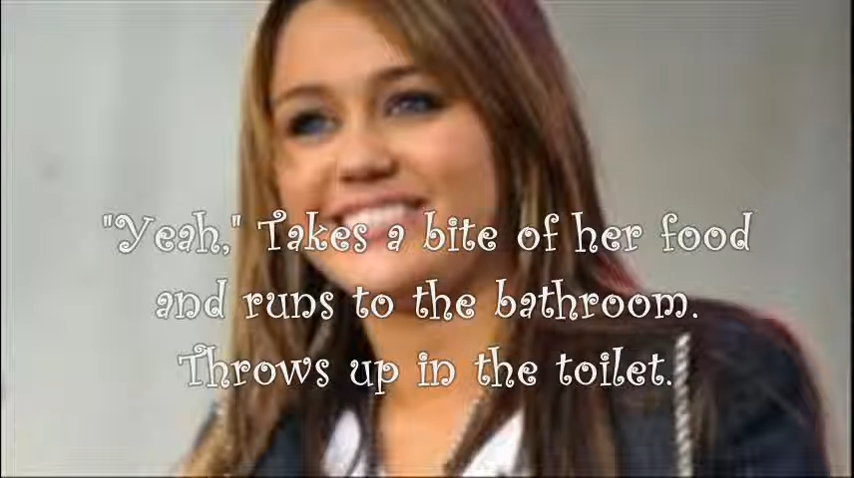 "Yeah," Takes a bite of her food
and runs to the bathroom.
Throws up in the toilet.